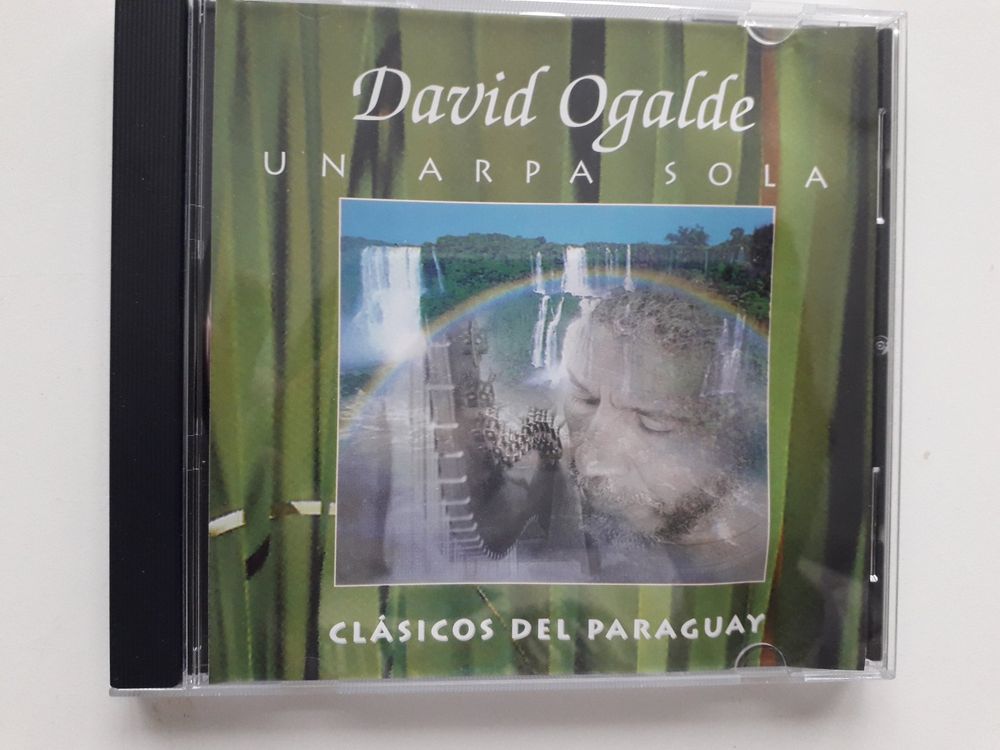 David Ogalde
UN ARPA SOLA
CLÁSICOS DEL PARAGUAY